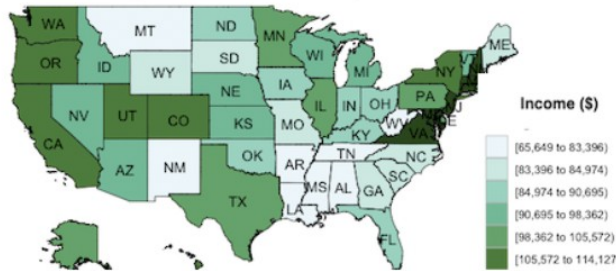 WA
MT
ND
MN
ME
OR
ID
WY
SD
WI
MI
NY
NV
UT
CO
NE
IA
IL
IN
OH
PA
CA
KS
MO
KY
WV
VA
AZ
NM
OK
AR
TN
NC
TX
LA
MS
AL
GA
SC
FL
Income ($)
[65,649 to 83,396)
[83,396 to 84,974)
[84,974 to 90,695)
[90,695 to 98,362)
[98,362 to 105,572)
[105,572 to 114,127